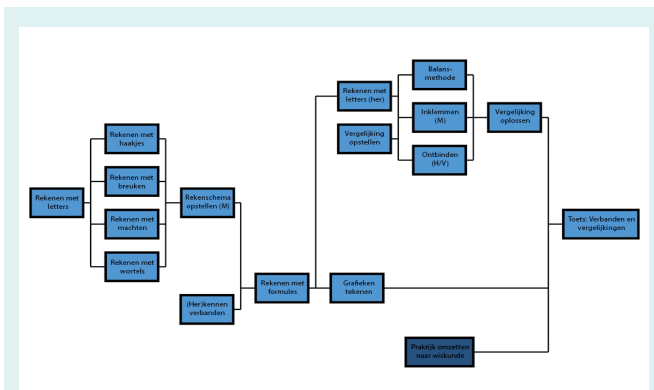 Rekenen met
letters
Rekenen met
haakjes
Rekenen met
breuken
Rekenen met
machten
Rekenen met
wortels
Rekenschema
opstellen (M)
(Her)kennen
verbanden
Rekenen met
formules
Rekenen met
letters (her)
Vergelijking
opstellen
Balans-
methode
Inklemmen
(M)
Ontbinden
(H/V)
Vergelijking
oplossen
Grafieken
tekenen
Praktijk omzetten
naar wiskunde
Toets: Verbanden en
vergelijkingen